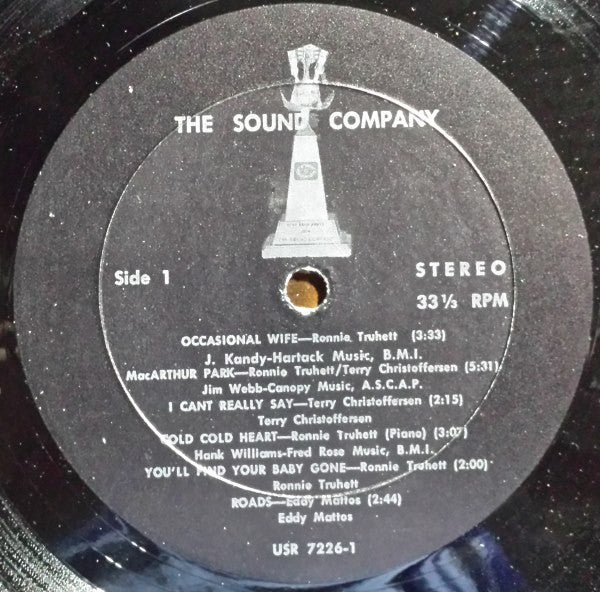 THE SOUND COMPANY
Side 1
STEREO
33 1/3 RPM
OCCASIONAL WIFE—Ronnie Truhett (3:33)
J. Kandy-Hartack Music, B.M.I.
MacARTHUR PARK—Ronnie Truhett/Terry Christoffersen (5:31)
Jim Webb-Canopy Music, A.S.C.A.P.
I CANT REALLY SAY—Terry Christoffersen (2:15)
Terry Christoffersen
COLD COLD HEART—Ronnie Truhett (Piano) (3:07)
Hank Williams-Fred Rose Music, B.M.I.
YOU'LL FIND YOUR BABY GONE—Ronnie Truhett (2:00)
Ronnie Truhett
ROADS—Eddy Mattos (2:44)
Eddy Mattos
USR 7226-1